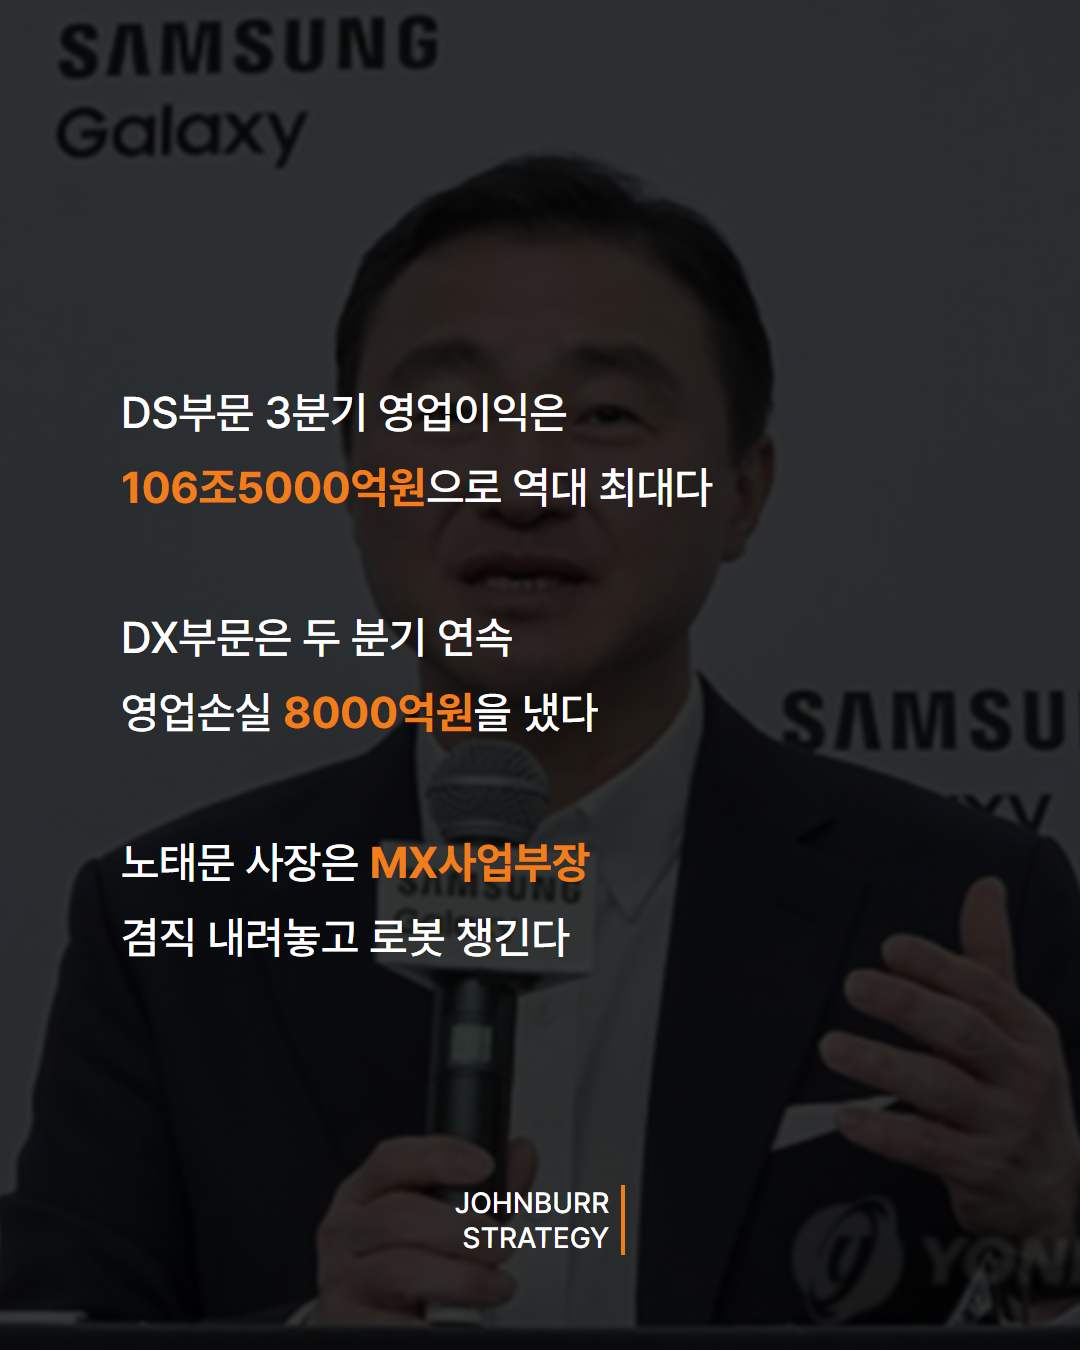 SAMSUNG
Galaxy
DS부문 3분기 영업이익은
106조5000억원으로 역대 최대다
DX부문은 두 분기 연속
영업손실 8000억원을 냈다
SAMSU
노태문 사장은 MX사업부장
SAMSUNG
겸직 내려놓고 로봇 챙긴다
JOHNBURR
STRATEGY